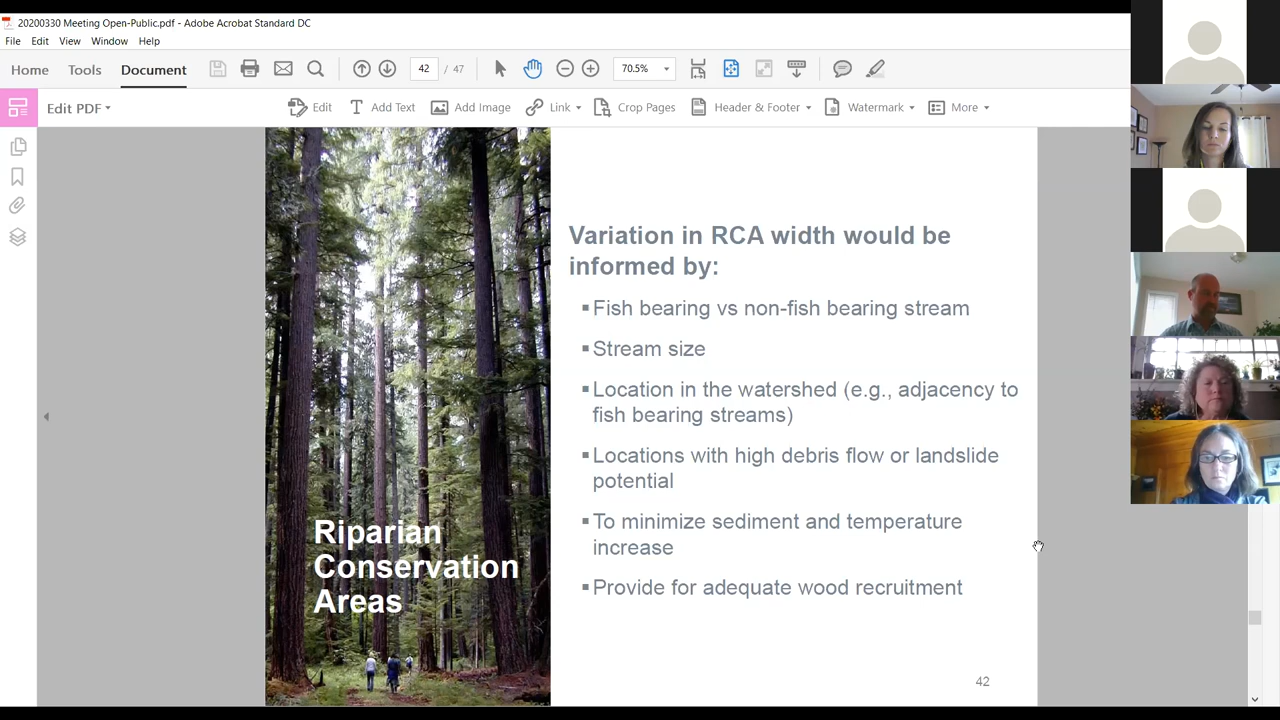 20200330 Meeting Open-Public.pdf - Adobe Acrobat Standard DC
File Edit View Window Help
Home Tools Document 42 / 47 70.5%
Edit PDF Edit Add Text Add Image Link Crop Pages Header & Footer Watermark More
Variation in RCA width would be
informed by:
Fish bearing vs non-fish bearing stream
Stream size
Location in the watershed (e.g., adjacency to
fish bearing streams)
Locations with high debris flow or landslide
potential
To minimize sediment and temperature
increase
Provide for adequate wood recruitment
Riparian
Conservation
Areas
42